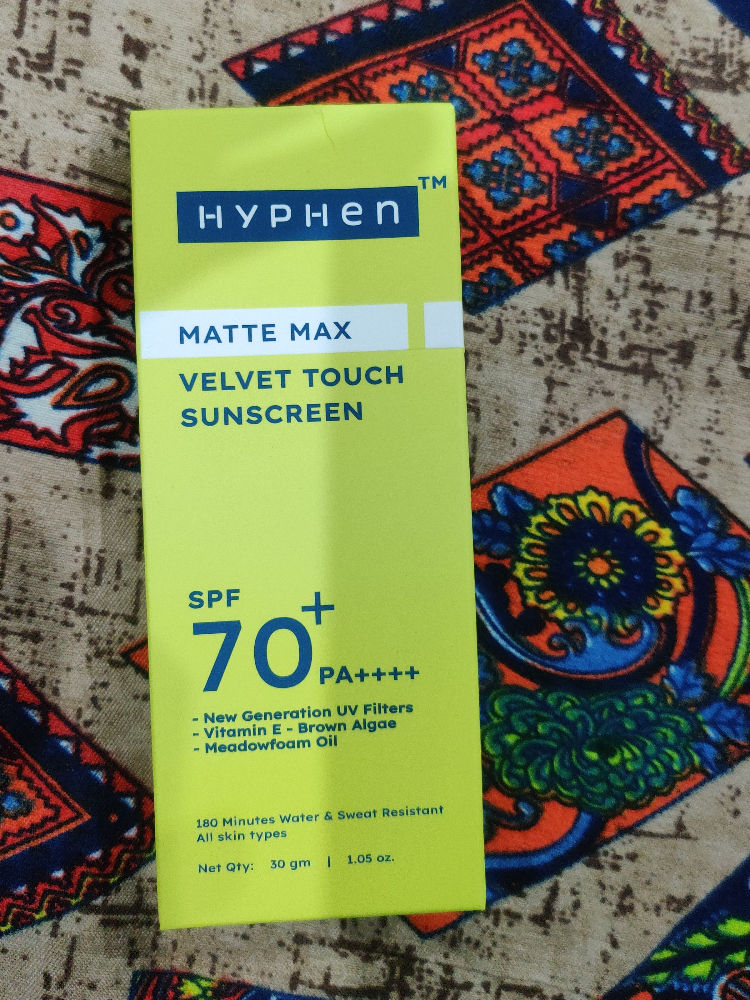 HYPHen™
MATTE MAX
VELVET TOUCH
SUNSCREEN
SPF
70+
PA++++
- New Generation UV Filters
- Vitamin E - Brown Algae
- Meadowfoam Oil
180 Minutes Water & Sweat Resistant
All skin types
Net Qty: 30 gm | 1.05 oz.